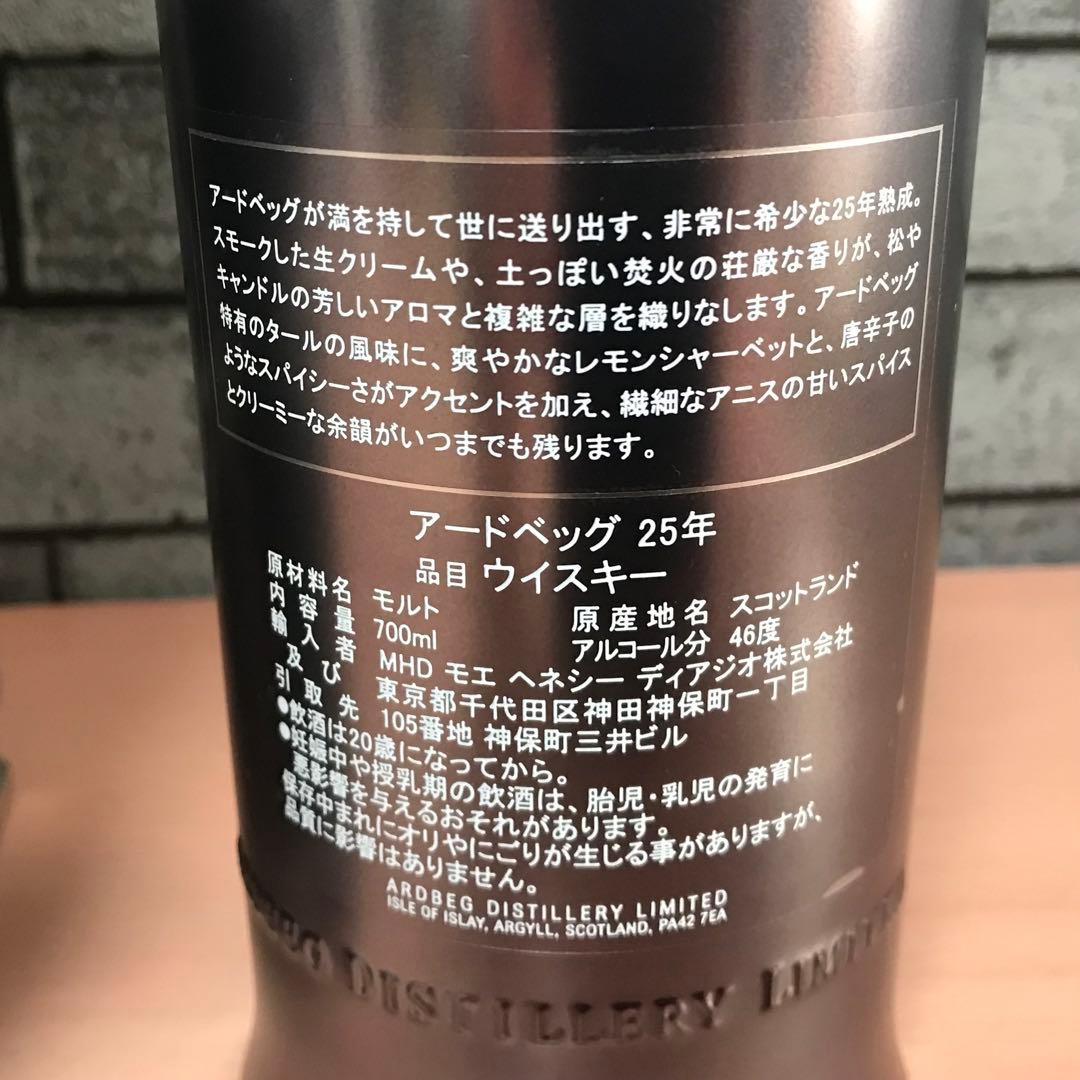 アードベッグが満を持して世に送り出す、非常に希少な25年熟成。
スモークした生クリームや、土っぽい焚火の荘厳な香りが、松や
キャンドルの芳しいアロマと複雑な層を織りなします。アードベッグ
特有のタールの風味に、爽やかなレモンシャーベットと、唐辛子の
ようなスパイシーさがアクセントを加え、繊細なアニスの甘いスパイス
とクリーミーな余韻がいつまでも残ります。
アードベッグ 25年
品目 ウイスキー
原材料名 モルト 原産地名 スコットランド
内容量 700ml アルコール分 46度
輸入者 MHD モエ ヘネシー ディアジオ株式会社
及び 東京都千代田区神田神保町一丁目
引取先 105番地 神保町三井ビル
●飲酒は20歳になってから。
●妊娠中や授乳期の飲酒は、胎児・乳児の発育に
悪影響を与えるおそれがあります。
保存中まれにオリやにごりが生じる事がありますが、
品質に影響はありません。
ARDBEG DISTILLERY LIMITED
ISLE OF ISLAY, ARGYLL, SCOTLAND, PA42 7EA
DISTILLERY